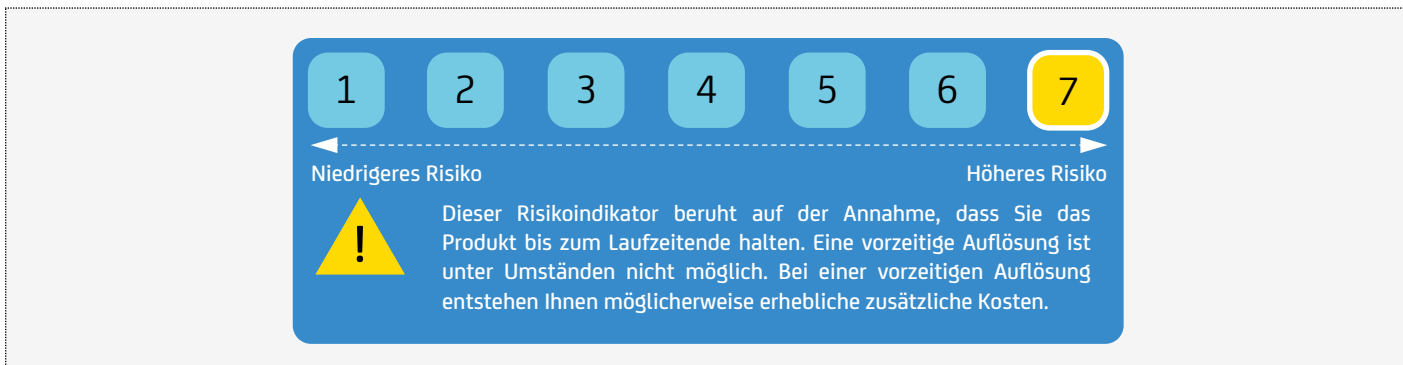 1 2 3 4 5 6 7
Niedrigeres Risiko Höheres Risiko
!
Dieser Risikoindikator beruht auf der Annahme, dass Sie das
Produkt bis zum Laufzeitende halten. Eine vorzeitige Auflösung ist
unter Umständen nicht möglich. Bei einer vorzeitigen Auflösung
entstehen Ihnen möglicherweise erhebliche zusätzliche Kosten.